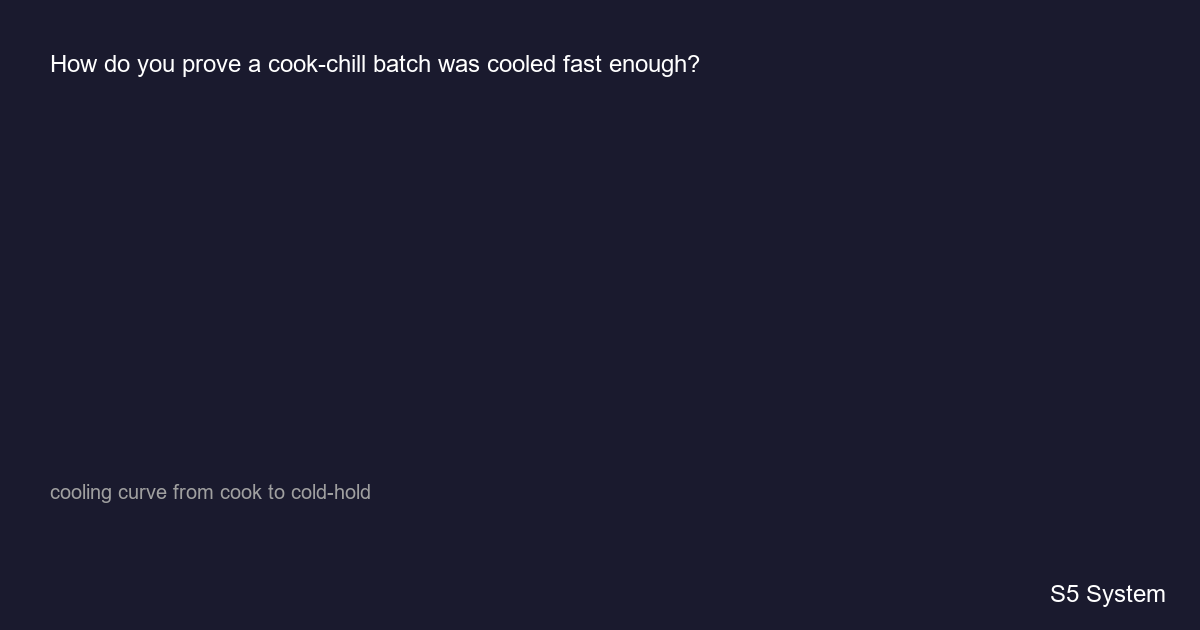 How do you prove a cook-chill batch was cooled fast enough?
cooling curve from cook to cold-hold
S5 System